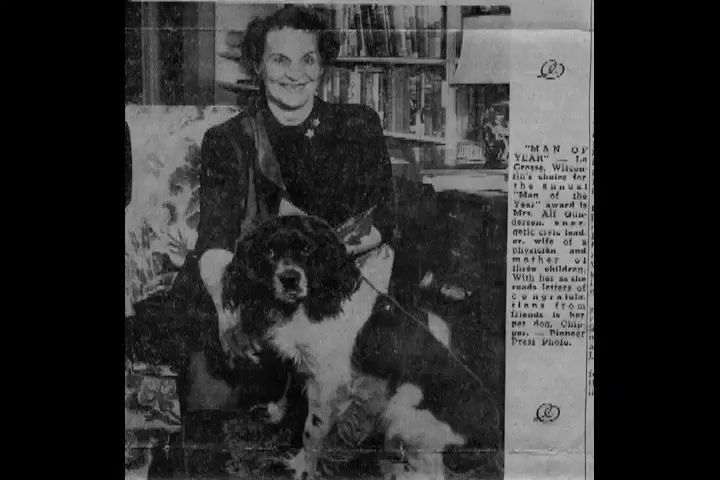 "MAN OF
YEAR" — La
Crosse, Wiscon-
sin's choice for
the annual
"Man of the
Year" award is
Mrs. Alf Gun-
derson, ener-
getic civic lead-
er, wife of a
physician and
mother of
three children.
With her as she
reads letters of
congratula-
tions from
friends is her
pet dog, Chip-
per. — Pioneer
Press Photo.